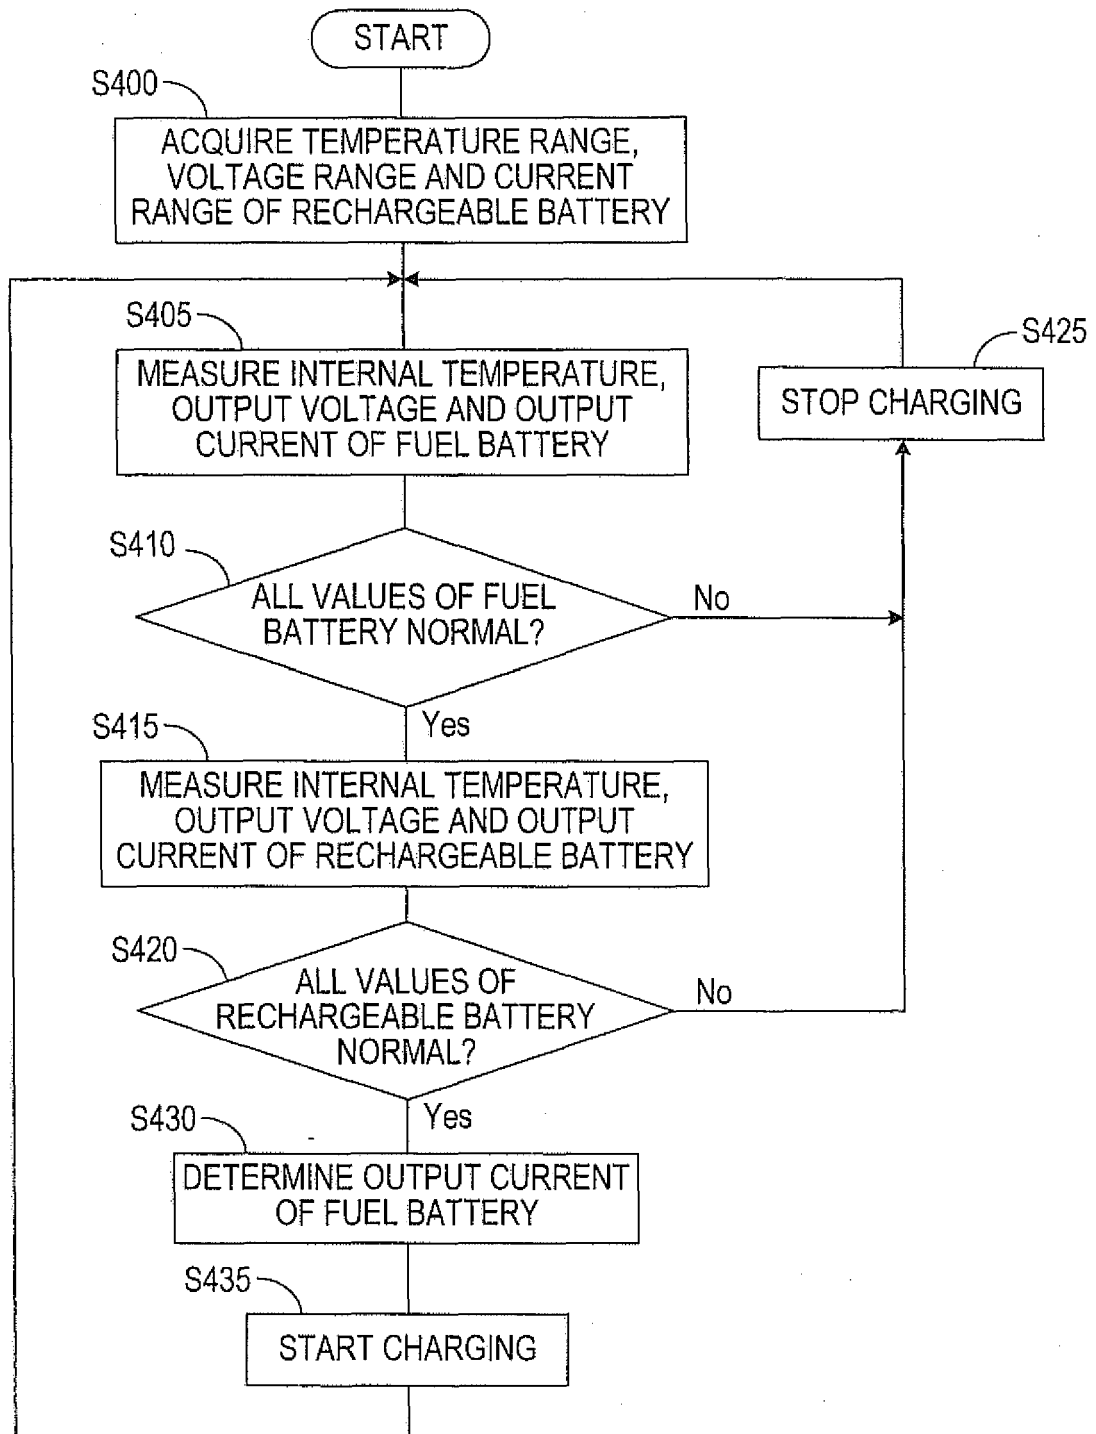 START
S400
ACQUIRE TEMPERATURE RANGE,
VOLTAGE RANGE AND CURRENT
RANGE OF RECHARGEABLE BATTERY
S405
MEASURE INTERNAL TEMPERATURE,
OUTPUT VOLTAGE AND OUTPUT
CURRENT OF FUEL BATTERY
S425
STOP CHARGING
S410
ALL VALUES OF FUEL
BATTERY NORMAL?
No
Yes
S415
MEASURE INTERNAL TEMPERATURE,
OUTPUT VOLTAGE AND OUTPUT
CURRENT OF RECHARGEABLE BATTERY
S420
ALL VALUES OF
RECHARGEABLE BATTERY
NORMAL?
No
Yes
S430
DETERMINE OUTPUT CURRENT
OF FUEL BATTERY
S435
START CHARGING